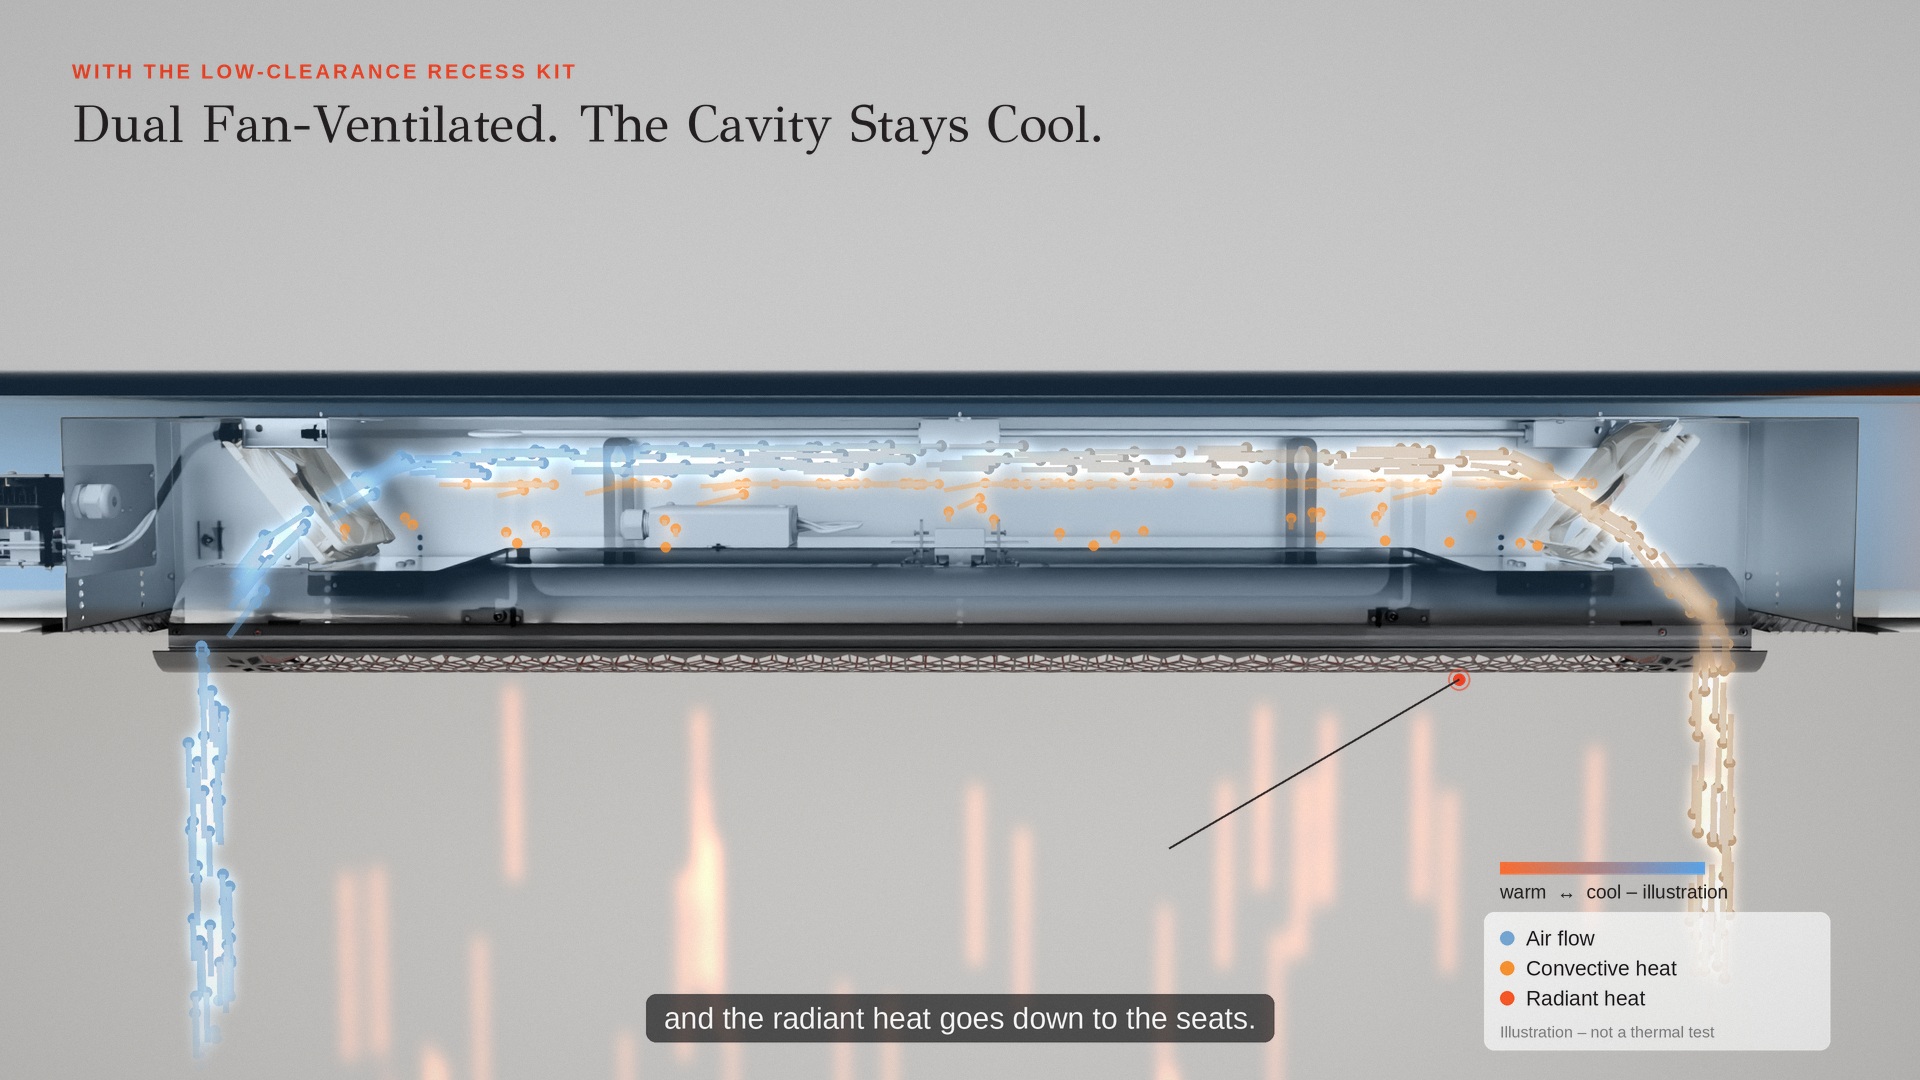 WITH THE LOW-CLEARANCE RECESS KIT
Dual Fan-Ventilated. The Cavity Stays Cool.
warm ↔ cool – illustration
Air flow
Convective heat
Radiant heat
Illustration – not a thermal test
and the radiant heat goes down to the seats.